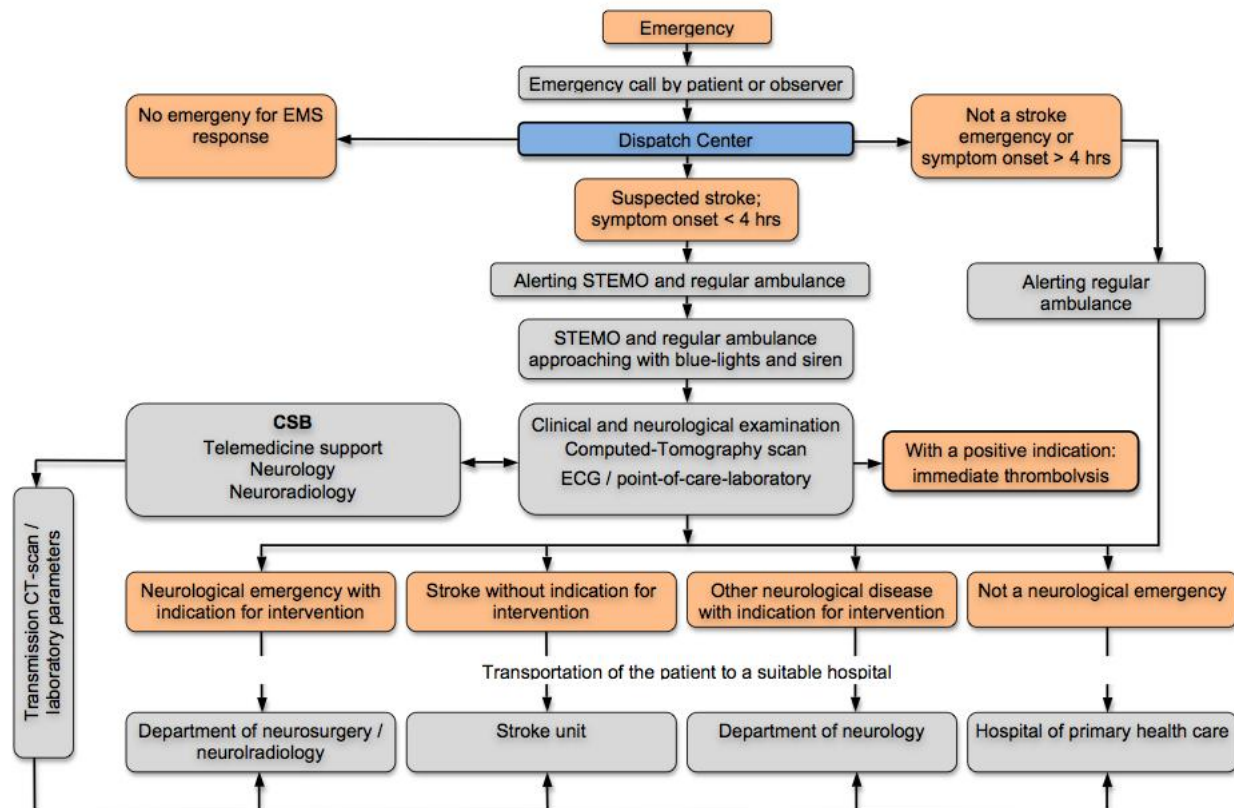 Emergency
Emergency call by patient or observer
No emergeny for EMS
response
Dispatch Center
Not a stroke
emergency or
symptom onset > 4 hrs
Suspected stroke;
symptom onset < 4 hrs
Alerting STEMO and regular ambulance
Alerting regular
ambulance
STEMO and regular ambulance
approaching with blue-lights and siren
CSB
Telemedicine support
Neurology
Neuroradiology
Clinical and neurological examination
Computed-Tomography scan
ECG / point-of-care-laboratory
With a positive indication:
immediate thrombolysis
Transmission CT-scan /
laboratory parameters
Neurological emergency with
indication for intervention
Stroke without indication for
intervention
Other neurological disease
with indication for intervention
Not a neurological emergency
Transportation of the patient to a suitable hospital
Department of neurosurgery /
neurolradiology
Stroke unit
Department of neurology
Hospital of primary health care